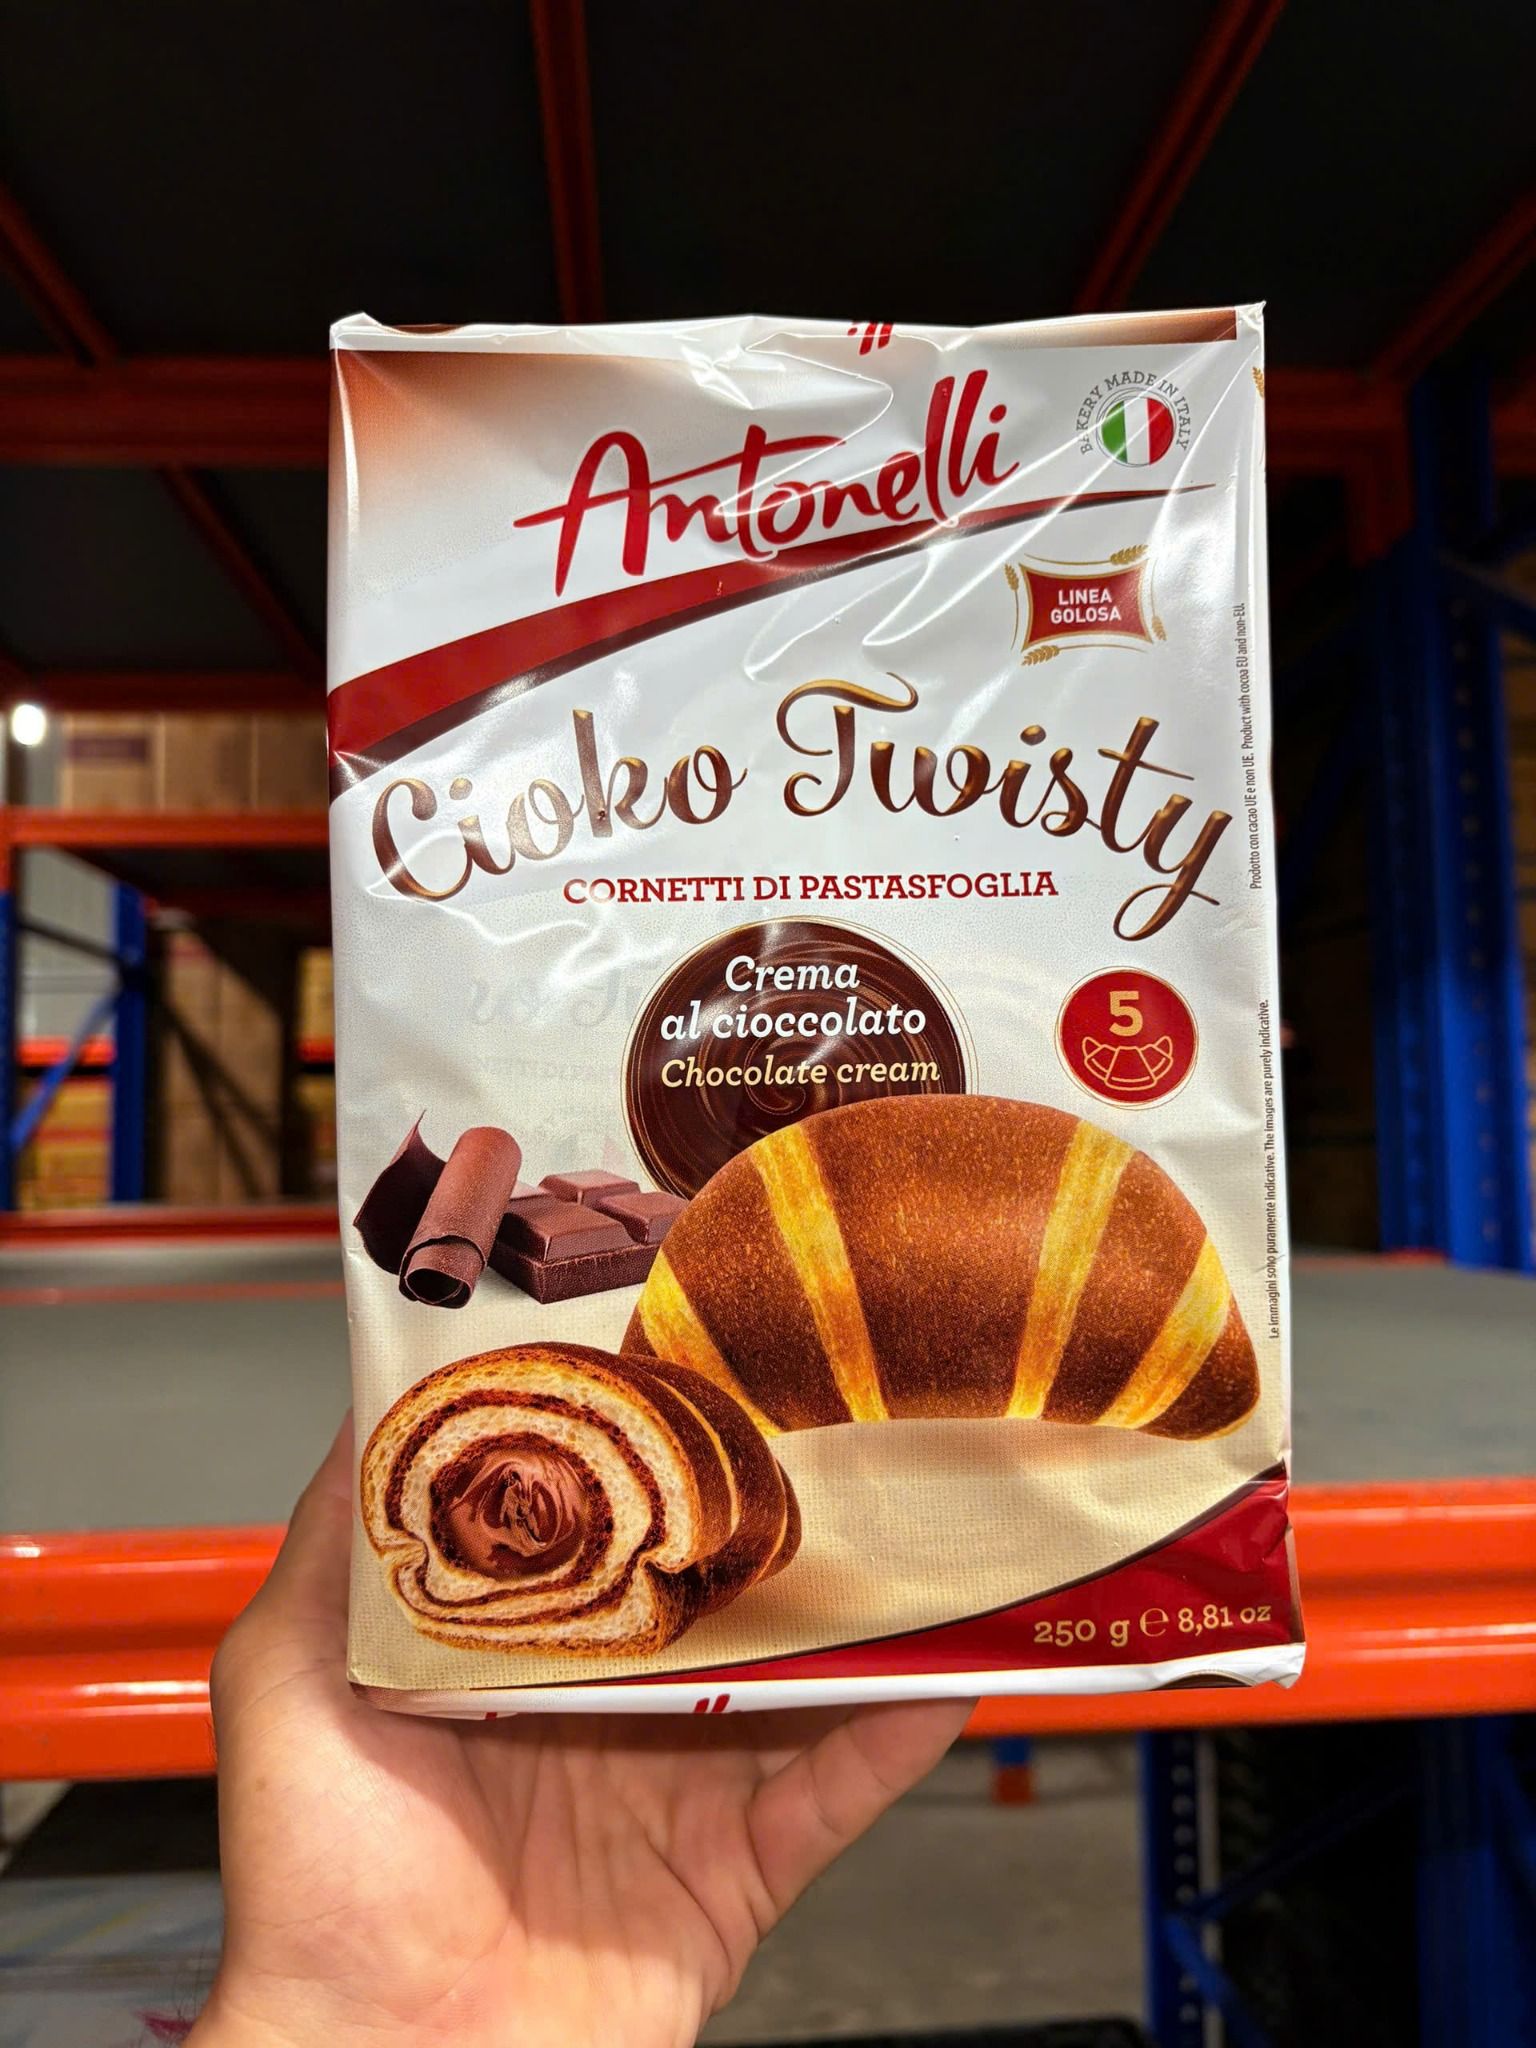 Antonelli
BAKERY MADE IN ITALY
LINEA
GOLOSA
Cioko Twisty
CORNETTI DI PASTASFOGLIA
Crema
al cioccolato
Chocolate cream
5
Prodotto con cacao UE e non UE. Product with cocoa EU and non-EU.
Le immagini sono puramente indicative. The images are purely indicative.
250 g ℮ 8,81 oz